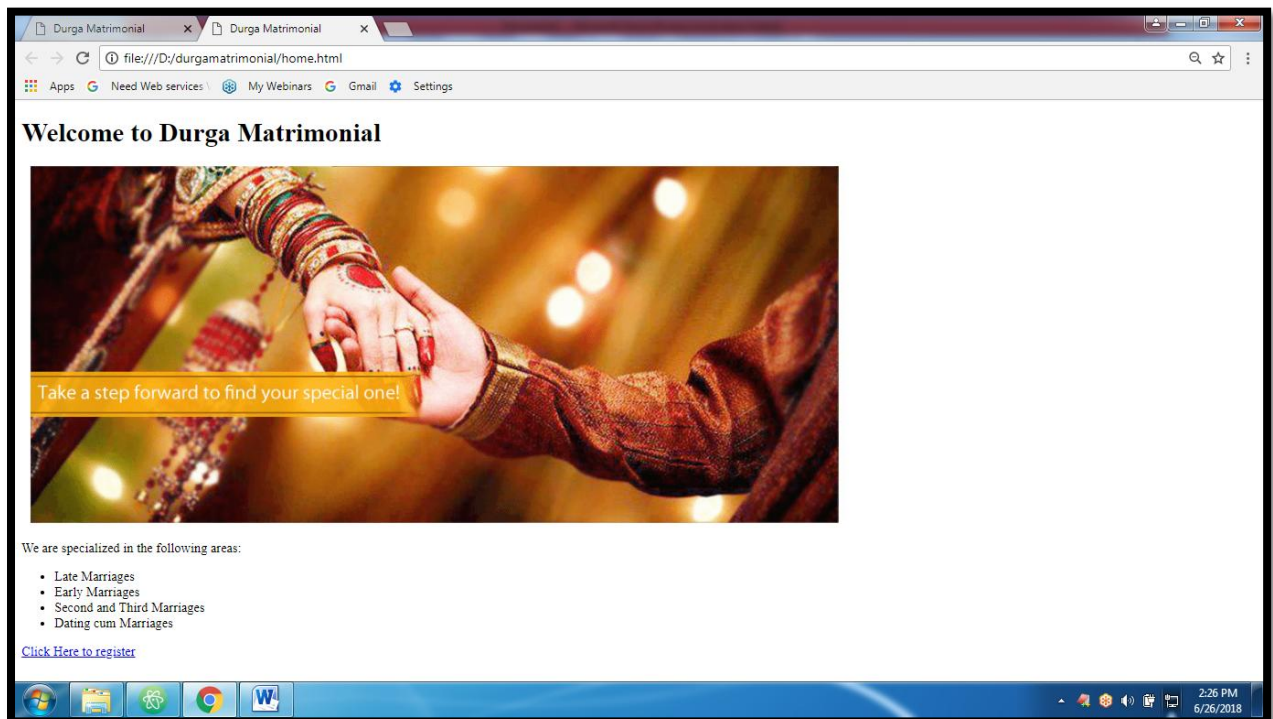 Durga Matrimonial
Durga Matrimonial
file:///D:/durgamatrimonial/home.html
Apps
Need Web services
My Webinars
Gmail
Settings
Welcome to Durga Matrimonial
Take a step forward to find your special one!
We are specialized in the following areas:
Late Marriages
Early Marriages
Second and Third Marriages
Dating cum Marriages
Click Here to register
2:26 PM
6/26/2018